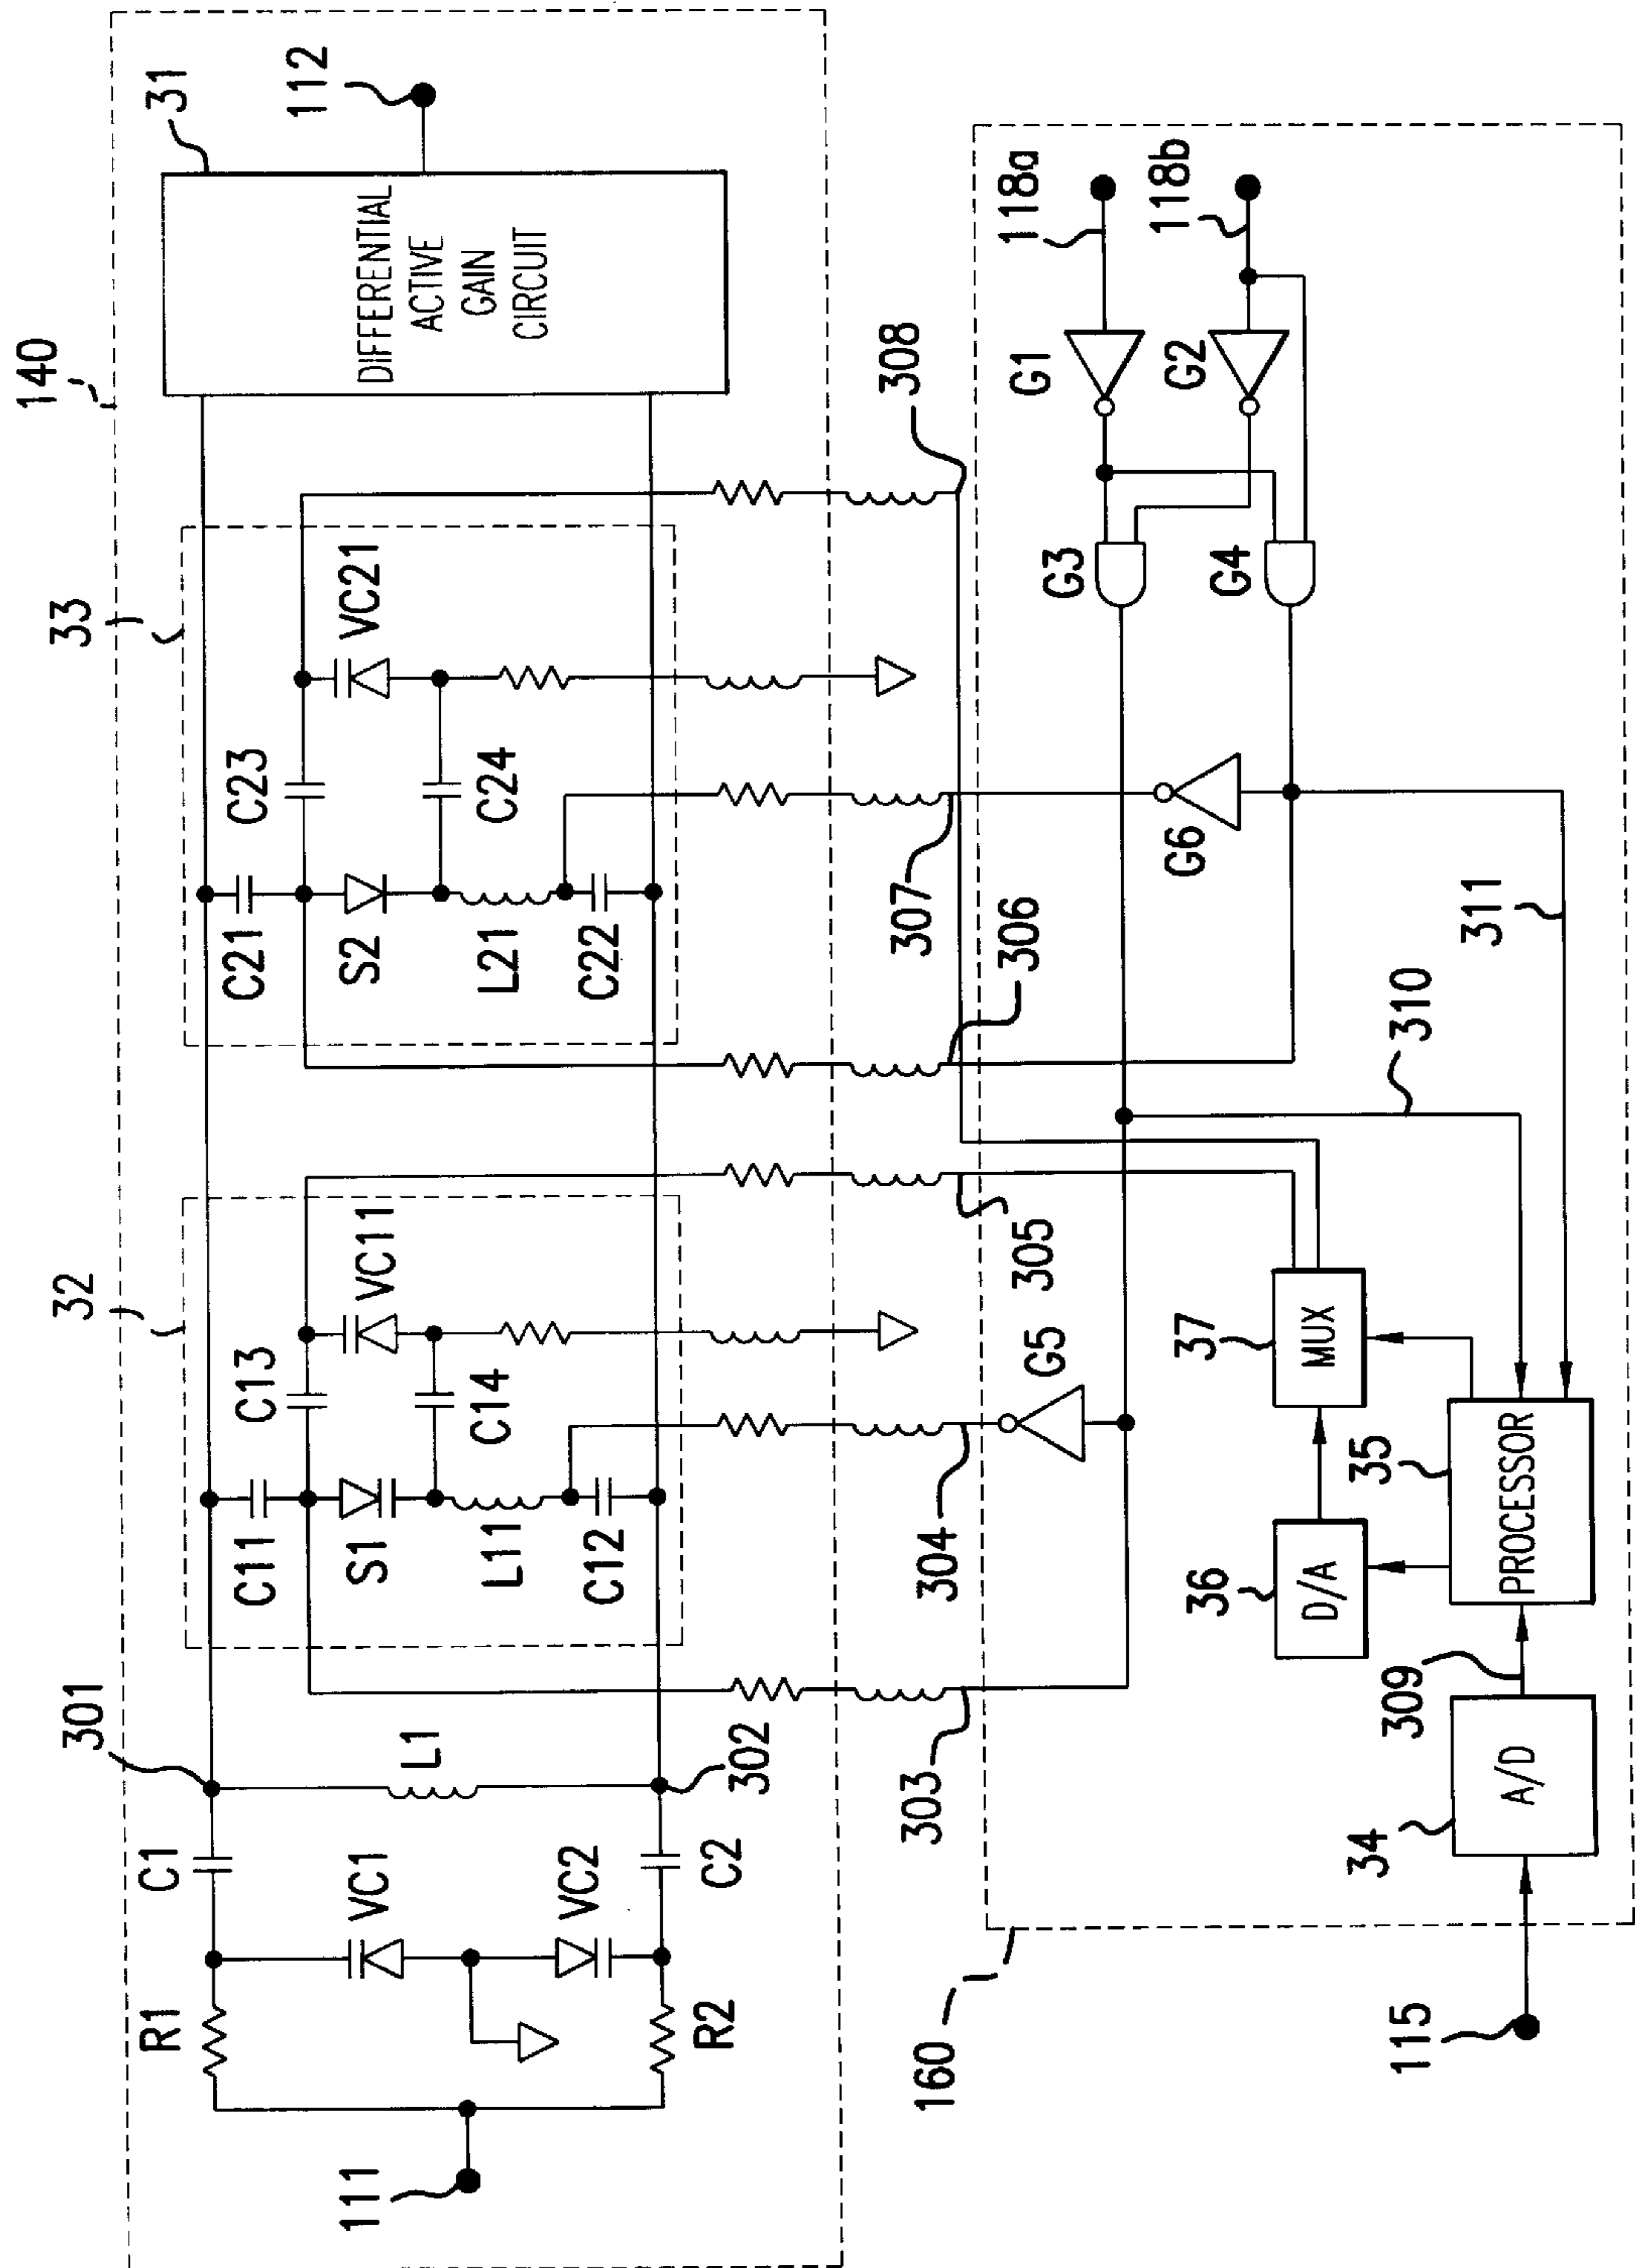 140
31
DIFFERENTIAL
ACTIVE
GAIN
CIRCUIT
112
33
C21
C23
VC21
S2
C24
L21
C22
32
C11
C13
VC11
S1
C14
L11
C12
301
L1
302
C1
VC1
VC2
C2
R1
R2
111
303
304
305
306
307
308
118a
118b
G1
G2
G3
G4
G5
G6
310
311
37
MUX
36
D/A
35
PROCESSOR
309
34
A/D
115
160